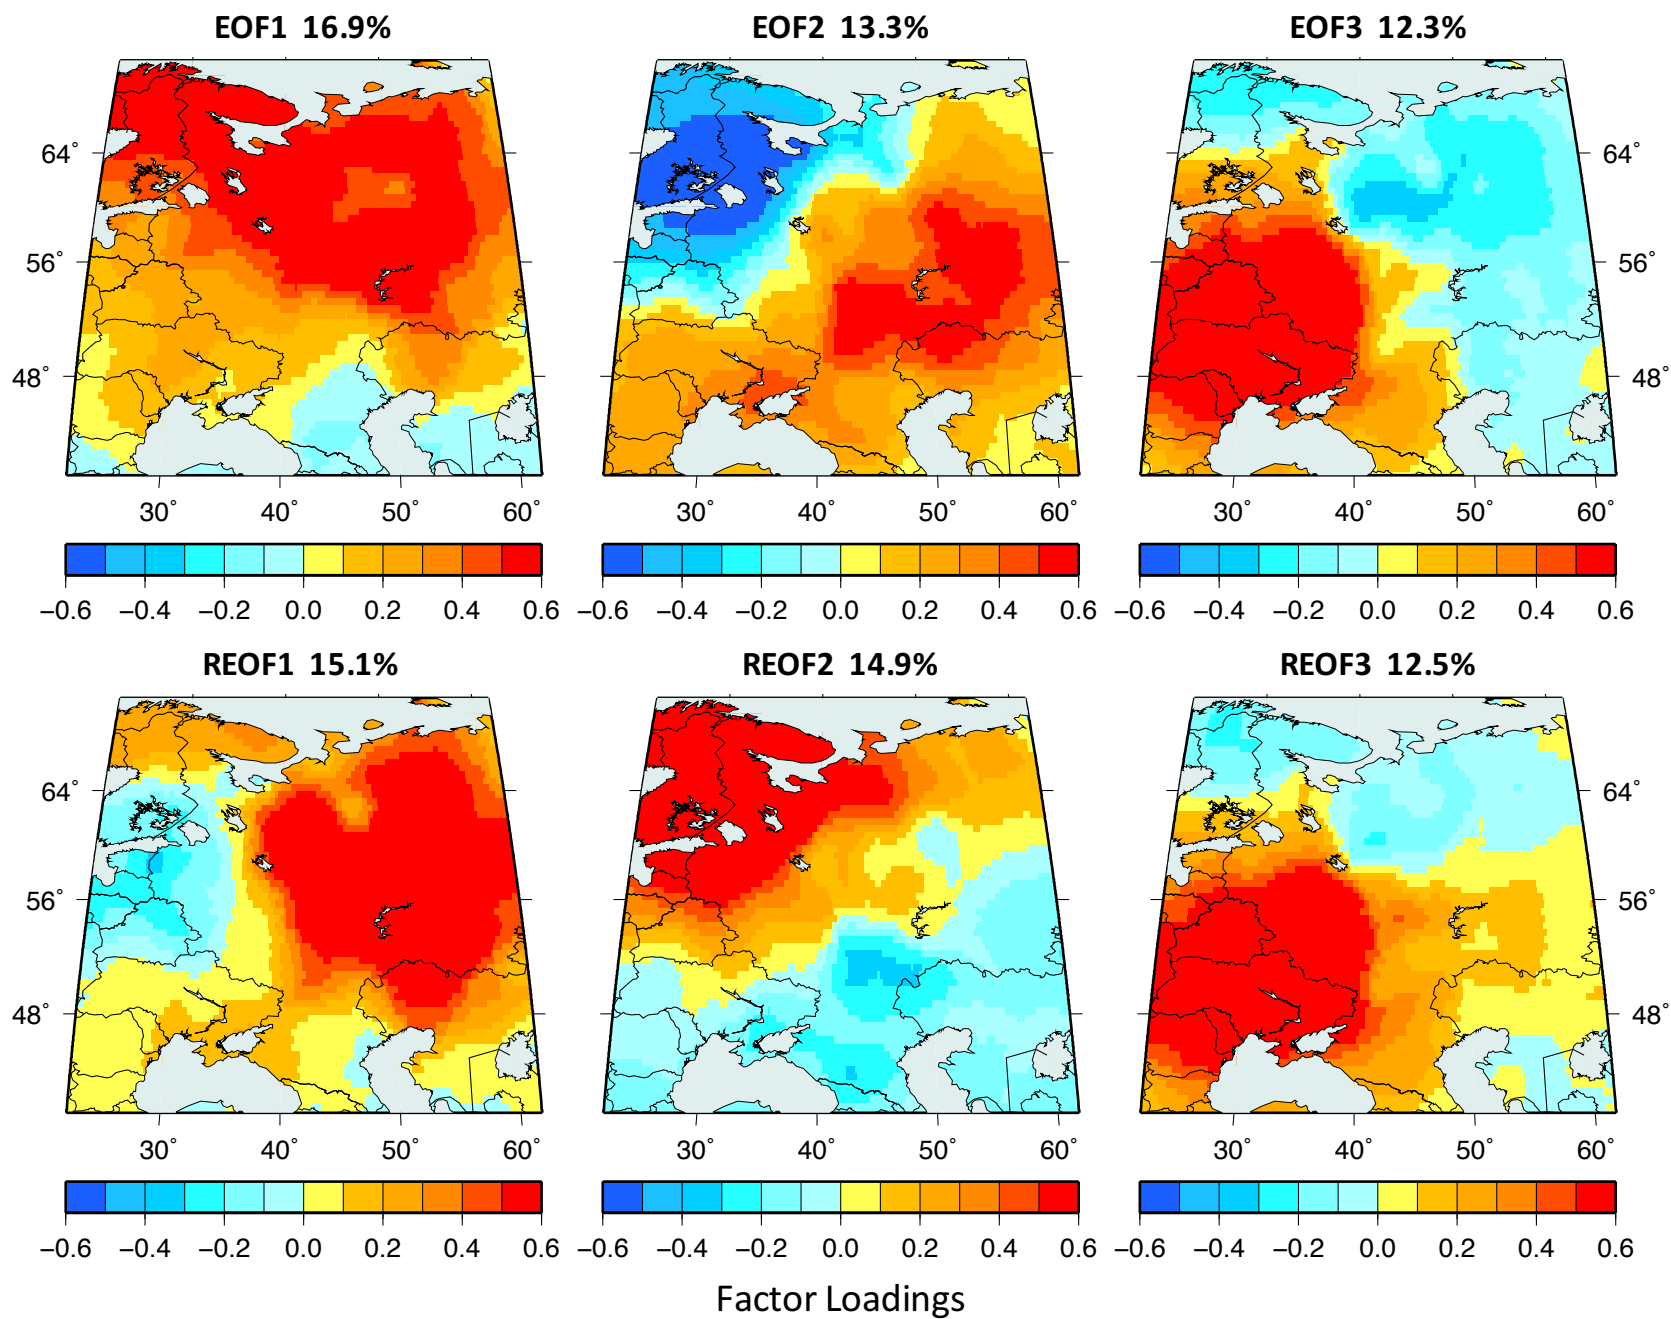 EOF1 16.9% EOF2 13.3% EOF3 12.3%
64° 64°
56° 56°
48° 48°
30° 40° 50° 60° 30° 40° 50° 60° 30° 40° 50° 60°
−0.6 −0.4 −0.2 0.0 0.2 0.4 0.6 −0.6 −0.4 −0.2 0.0 0.2 0.4 0.6 −0.6 −0.4 −0.2 0.0 0.2 0.4 0.6
REOF1 15.1% REOF2 14.9% REOF3 12.5%
64° 64°
56° 56°
48° 48°
30° 40° 50° 60° 30° 40° 50° 60° 30° 40° 50° 60°
−0.6 −0.4 −0.2 0.0 0.2 0.4 0.6 −0.6 −0.4 −0.2 0.0 0.2 0.4 0.6 −0.6 −0.4 −0.2 0.0 0.2 0.4 0.6
Factor Loadings